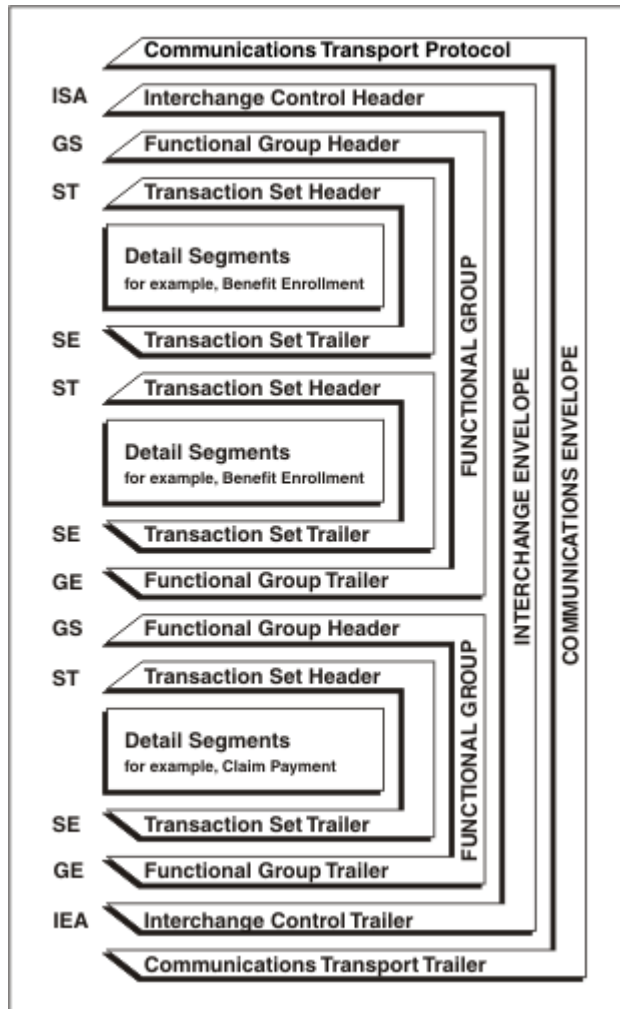 Communications Transport Protocol
ISA Interchange Control Header
GS Functional Group Header
ST Transaction Set Header
Detail Segments
for example, Benefit Enrollment
SE Transaction Set Trailer
ST Transaction Set Header
Detail Segments
for example, Benefit Enrollment
SE Transaction Set Trailer
GE Functional Group Trailer
FUNCTIONAL GROUP
GS Functional Group Header
ST Transaction Set Header
Detail Segments
for example, Claim Payment
SE Transaction Set Trailer
GE Functional Group Trailer
FUNCTIONAL GROUP
IEA Interchange Control Trailer
INTERCHANGE ENVELOPE
Communications Transport Trailer
COMMUNICATIONS ENVELOPE